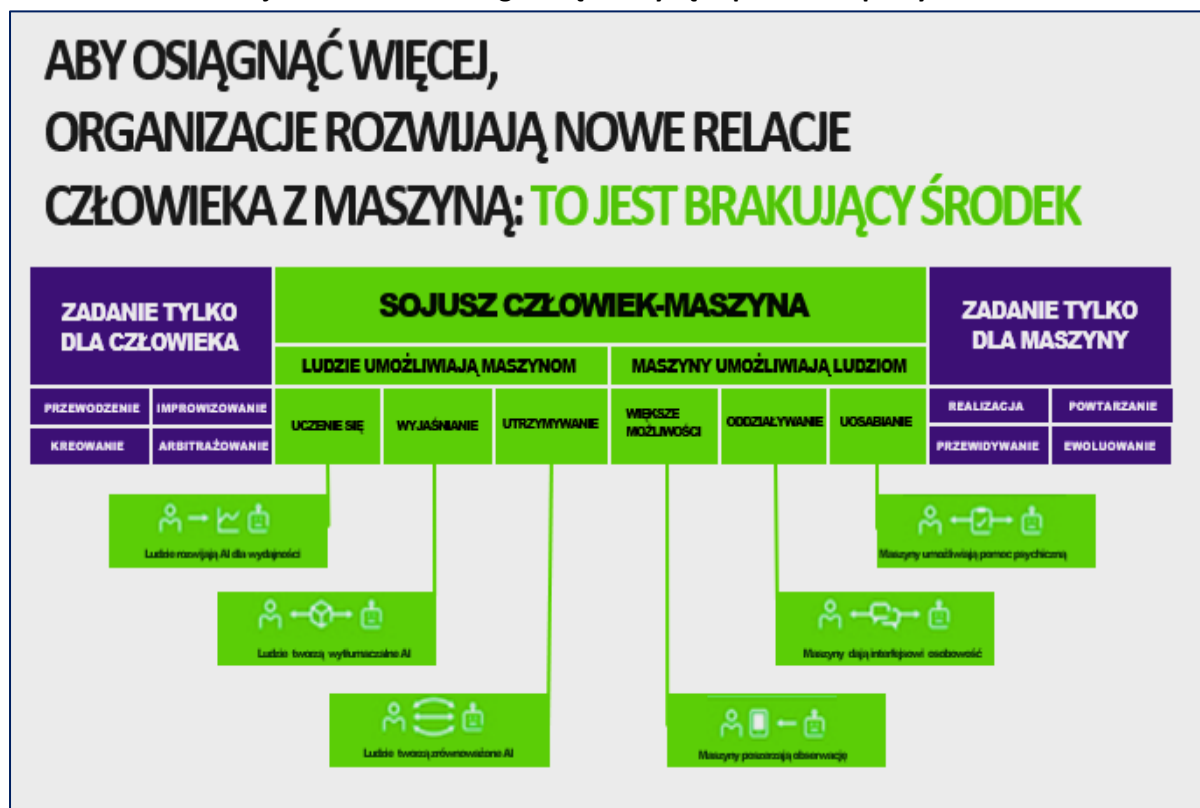 ABY OSIĄGNĄĆ WIĘCEJ,
ORGANIZACJE ROZWIJAJĄ NOWE RELACJE
CZŁOWIEKA Z MASZYNĄ: TO JEST BRAKUJĄCY ŚRODEK
ZADANIE TYLKO
DLA CZŁOWIEKA
SOJUSZ CZŁOWIEK-MASZYNA
ZADANIE TYLKO
DLA MASZYNY
LUDZIE UMOŻLIWIAJĄ MASZYNOM
MASZYNY UMOŻLIWIAJĄ LUDZIOM
PRZEWODZENIE
IMPROWIZOWANIE
KREOWANIE
ARBITRAŻOWANIE
UCZENIE SIĘ
WYJAŚNIANIE
UTRZYMYWANIE
WIĘKSZE
MOŻLIWOŚCI
ODDZIAŁYWANIE
UOSABIANIE
REALIZACJA
POWTARZANIE
PRZEWIDYWANIE
EWOLUOWANIE
Ludzie rozwijają AI dla wydajności
Maszyny umożliwiają pomoc psychiczną
Ludzie tworzą wytłumaczalne AI
Maszyny dają interfejsowi osobowość
Ludzie tworzą zrównoważone AI
Maszyny poszerzają obserwację